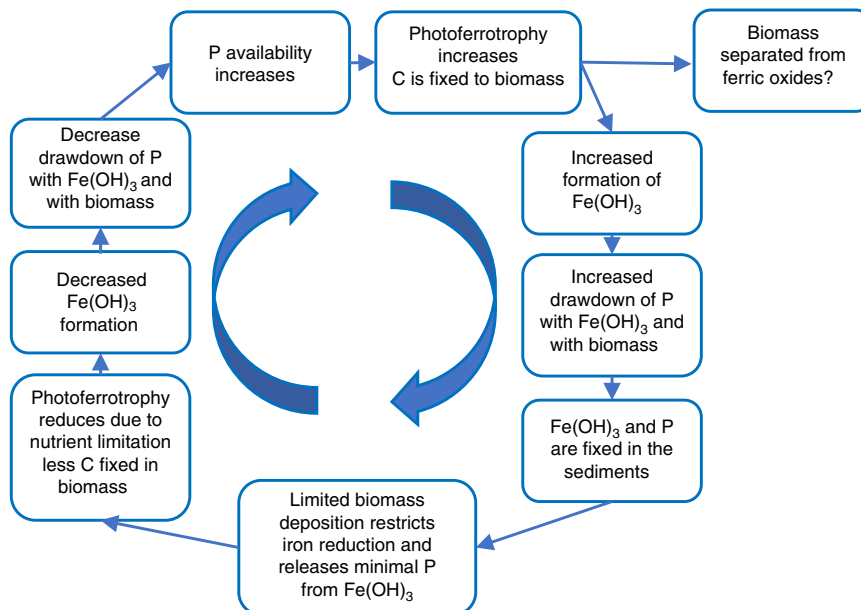 P availability
increases
Photoferrotrophy
increases
C is fixed to biomass
Biomass
separated from
ferric oxides?
Increased
formation of
Fe(OH)₃
Increased
drawdown of P
with Fe(OH)₃ and
with biomass
Fe(OH)₃ and P
are fixed in the
sediments
Limited biomass
deposition restricts
iron reduction and
releases minimal P
from Fe(OH)₃
Photoferrotrophy
reduces due to
nutrient limitation
less C fixed in
biomass
Decreased
Fe(OH)₃
formation
Decrease
drawdown of P
with Fe(OH)₃ and
with biomass